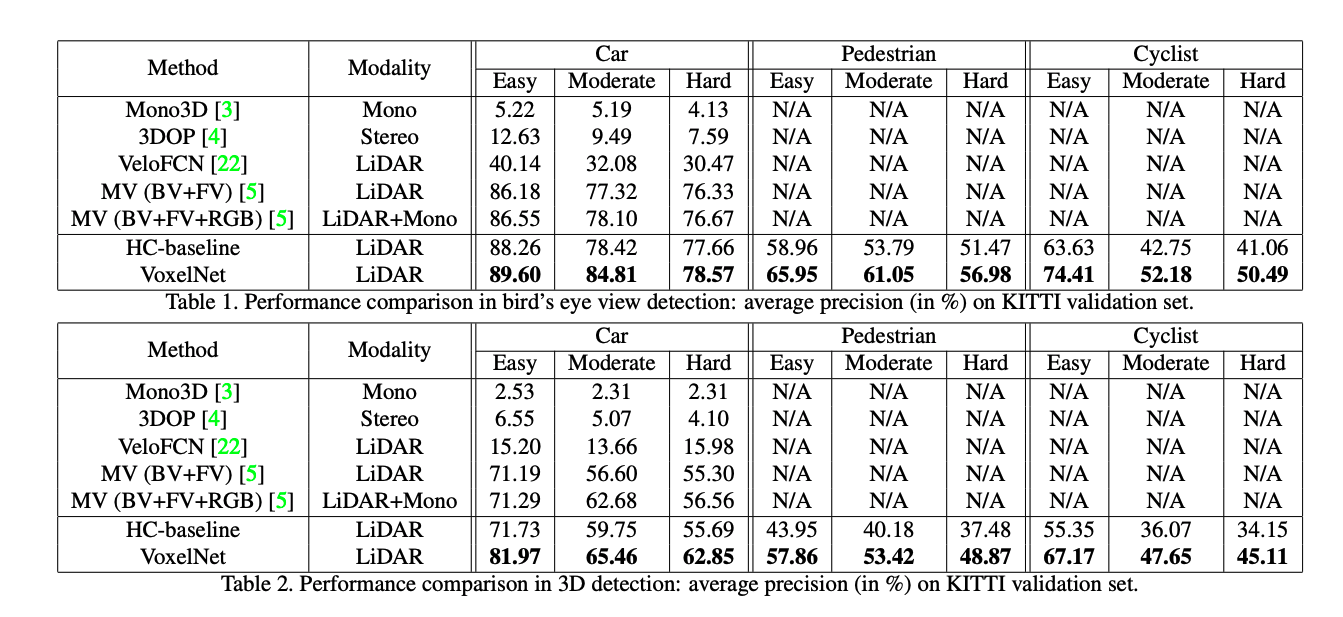 Method Modality Car Pedestrian Cyclist
Easy Moderate Hard Easy Moderate Hard Easy Moderate Hard
Mono3D [3] Mono 5.22 5.19 4.13 N/A N/A N/A N/A N/A N/A
3DOP [4] Stereo 12.63 9.49 7.59 N/A N/A N/A N/A N/A N/A
VeloFCN [22] LiDAR 40.14 32.08 30.47 N/A N/A N/A N/A N/A N/A
MV (BV+FV) [5] LiDAR 86.18 77.32 76.33 N/A N/A N/A N/A N/A N/A
MV (BV+FV+RGB) [5] LiDAR+Mono 86.55 78.10 76.67 N/A N/A N/A N/A N/A N/A
HC-baseline LiDAR 88.26 78.42 77.66 58.96 53.79 51.47 63.63 42.75 41.06
VoxelNet LiDAR 89.60 84.81 78.57 65.95 61.05 56.98 74.41 52.18 50.49
Table 1. Performance comparison in bird's eye view detection: average precision (in %) on KITTI validation set.
Method Modality Car Pedestrian Cyclist
Easy Moderate Hard Easy Moderate Hard Easy Moderate Hard
Mono3D [3] Mono 2.53 2.31 2.31 N/A N/A N/A N/A N/A N/A
3DOP [4] Stereo 6.55 5.07 4.10 N/A N/A N/A N/A N/A N/A
VeloFCN [22] LiDAR 15.20 13.66 15.98 N/A N/A N/A N/A N/A N/A
MV (BV+FV) [5] LiDAR 71.19 56.60 55.30 N/A N/A N/A N/A N/A N/A
MV (BV+FV+RGB) [5] LiDAR+Mono 71.29 62.68 56.56 N/A N/A N/A N/A N/A N/A
HC-baseline LiDAR 71.73 59.75 55.69 43.95 40.18 37.48 55.35 36.07 34.15
VoxelNet LiDAR 81.97 65.46 62.85 57.86 53.42 48.87 67.17 47.65 45.11
Table 2. Performance comparison in 3D detection: average precision (in %) on KITTI validation set.